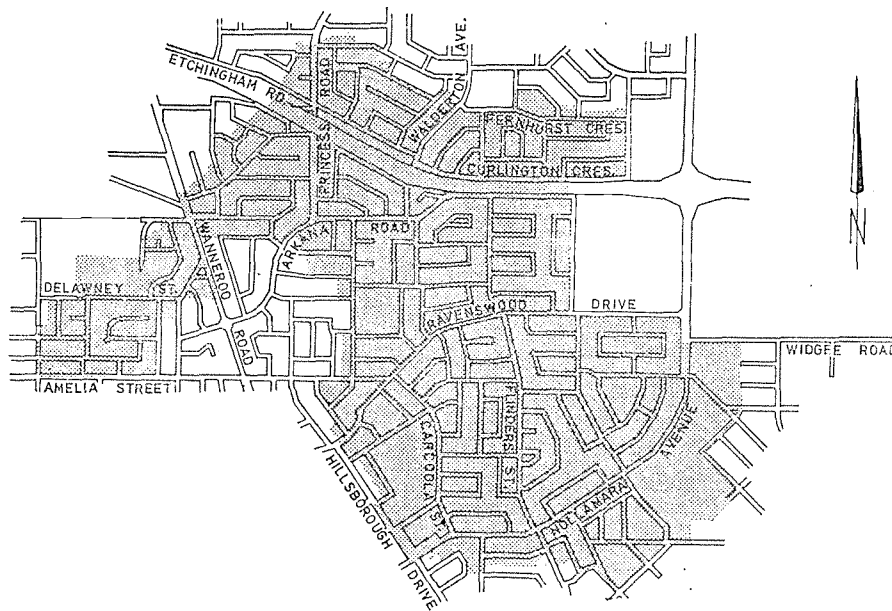 ETCHINGHAM RD.
PRINCESS ROAD
WALDERTON AVE.
FERNHURST CRES.
CURLINGTON CRES.
WANNEROO ROAD
ARKANA ROAD
DELAWNEY ST.
RAVENSWOOD DRIVE
WIDGEE ROAD
AMELIA STREET
FLINDERS ST.
CARCOOLA ST.
NOLLAMARA AVENUE
HILLSBOROUGH DRIVE
N